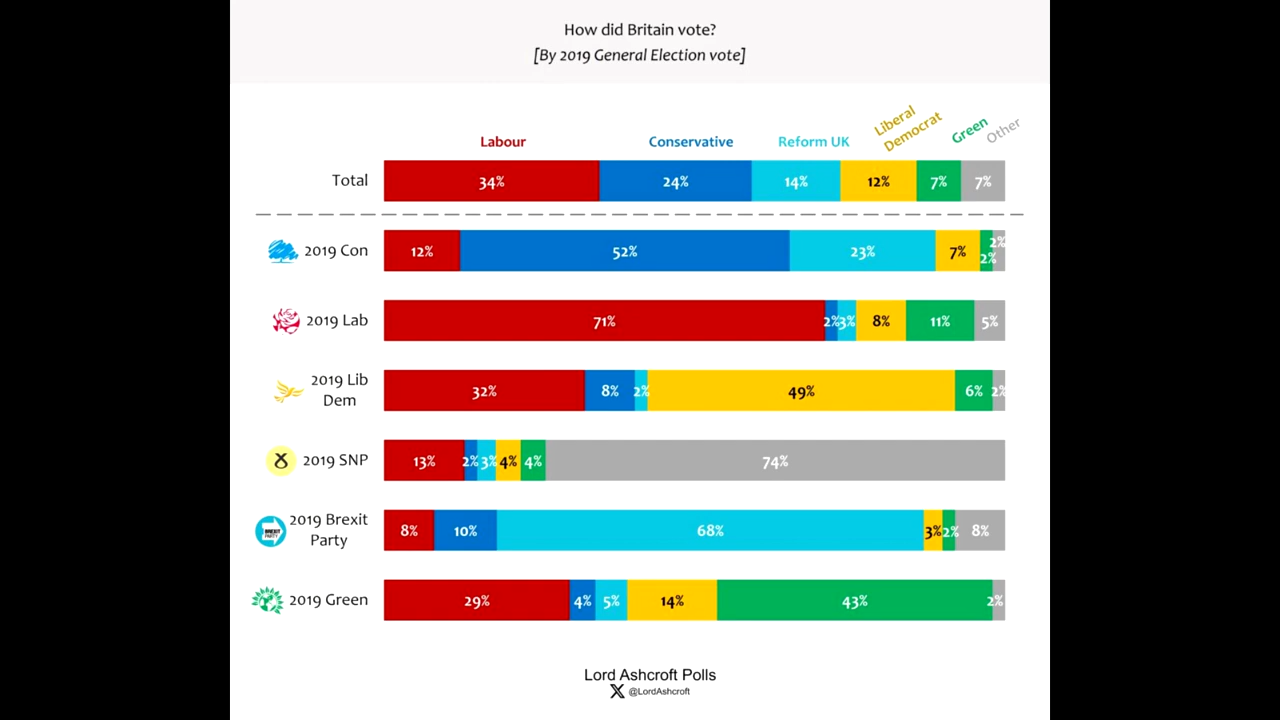 How did Britain vote?
[By 2019 General Election vote]
Labour Conservative Reform UK Liberal Democrat Green Other
Total 34% 24% 14% 12% 7% 7%
2019 Con 12% 52% 23% 7% 2% 2%
2019 Lab 71% 2% 3% 8% 11% 5%
2019 Lib Dem 32% 8% 2% 49% 6% 2%
2019 SNP 13% 2% 3% 4% 4% 74%
BREXIT PARTY
2019 Brexit Party 8% 10% 68% 3% 2% 8%
2019 Green 29% 4% 5% 14% 43% 2%
Lord Ashcroft Polls
@LordAshcroft